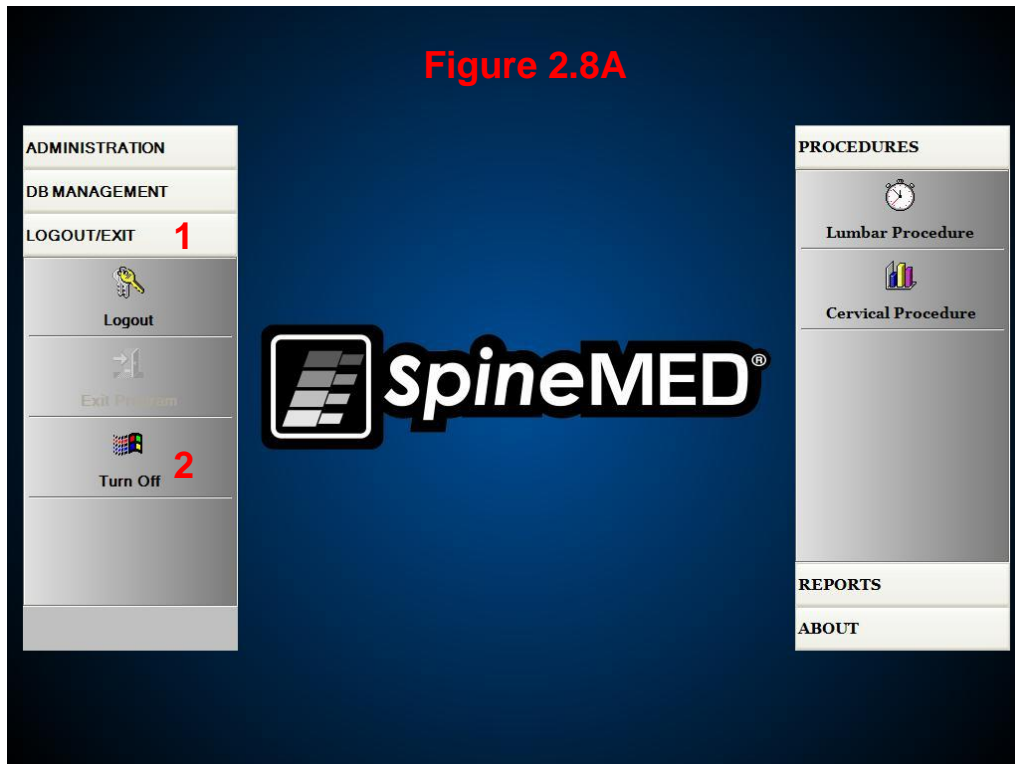 Figure 2.8A
ADMINISTRATION
DB MANAGEMENT
LOGOUT/EXIT 1
Logout
Exit Program
Turn Off 2
SpineMED®
PROCEDURES
Lumbar Procedure
Cervical Procedure
REPORTS
ABOUT